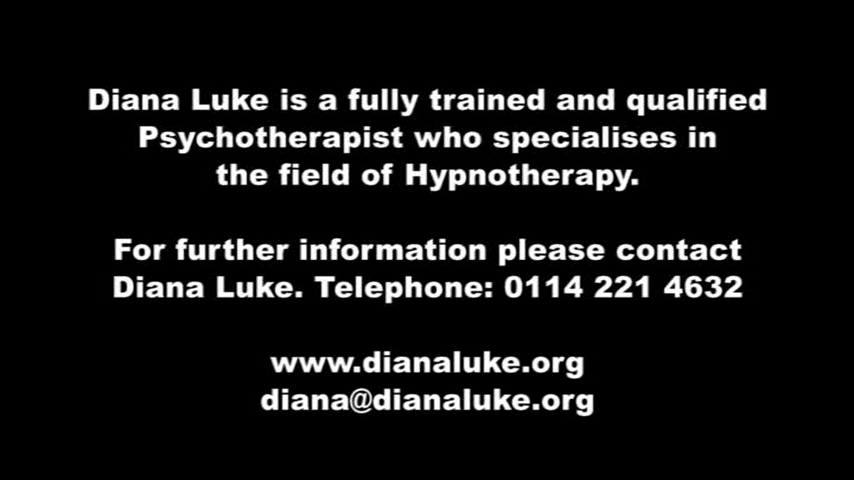 Diana Luke is a fully trained and qualified
Psychotherapist who specialises in
the field of Hypnotherapy.
For further information please contact
Diana Luke. Telephone: 0114 221 4632
www.dianaluke.org
diana@dianaluke.org